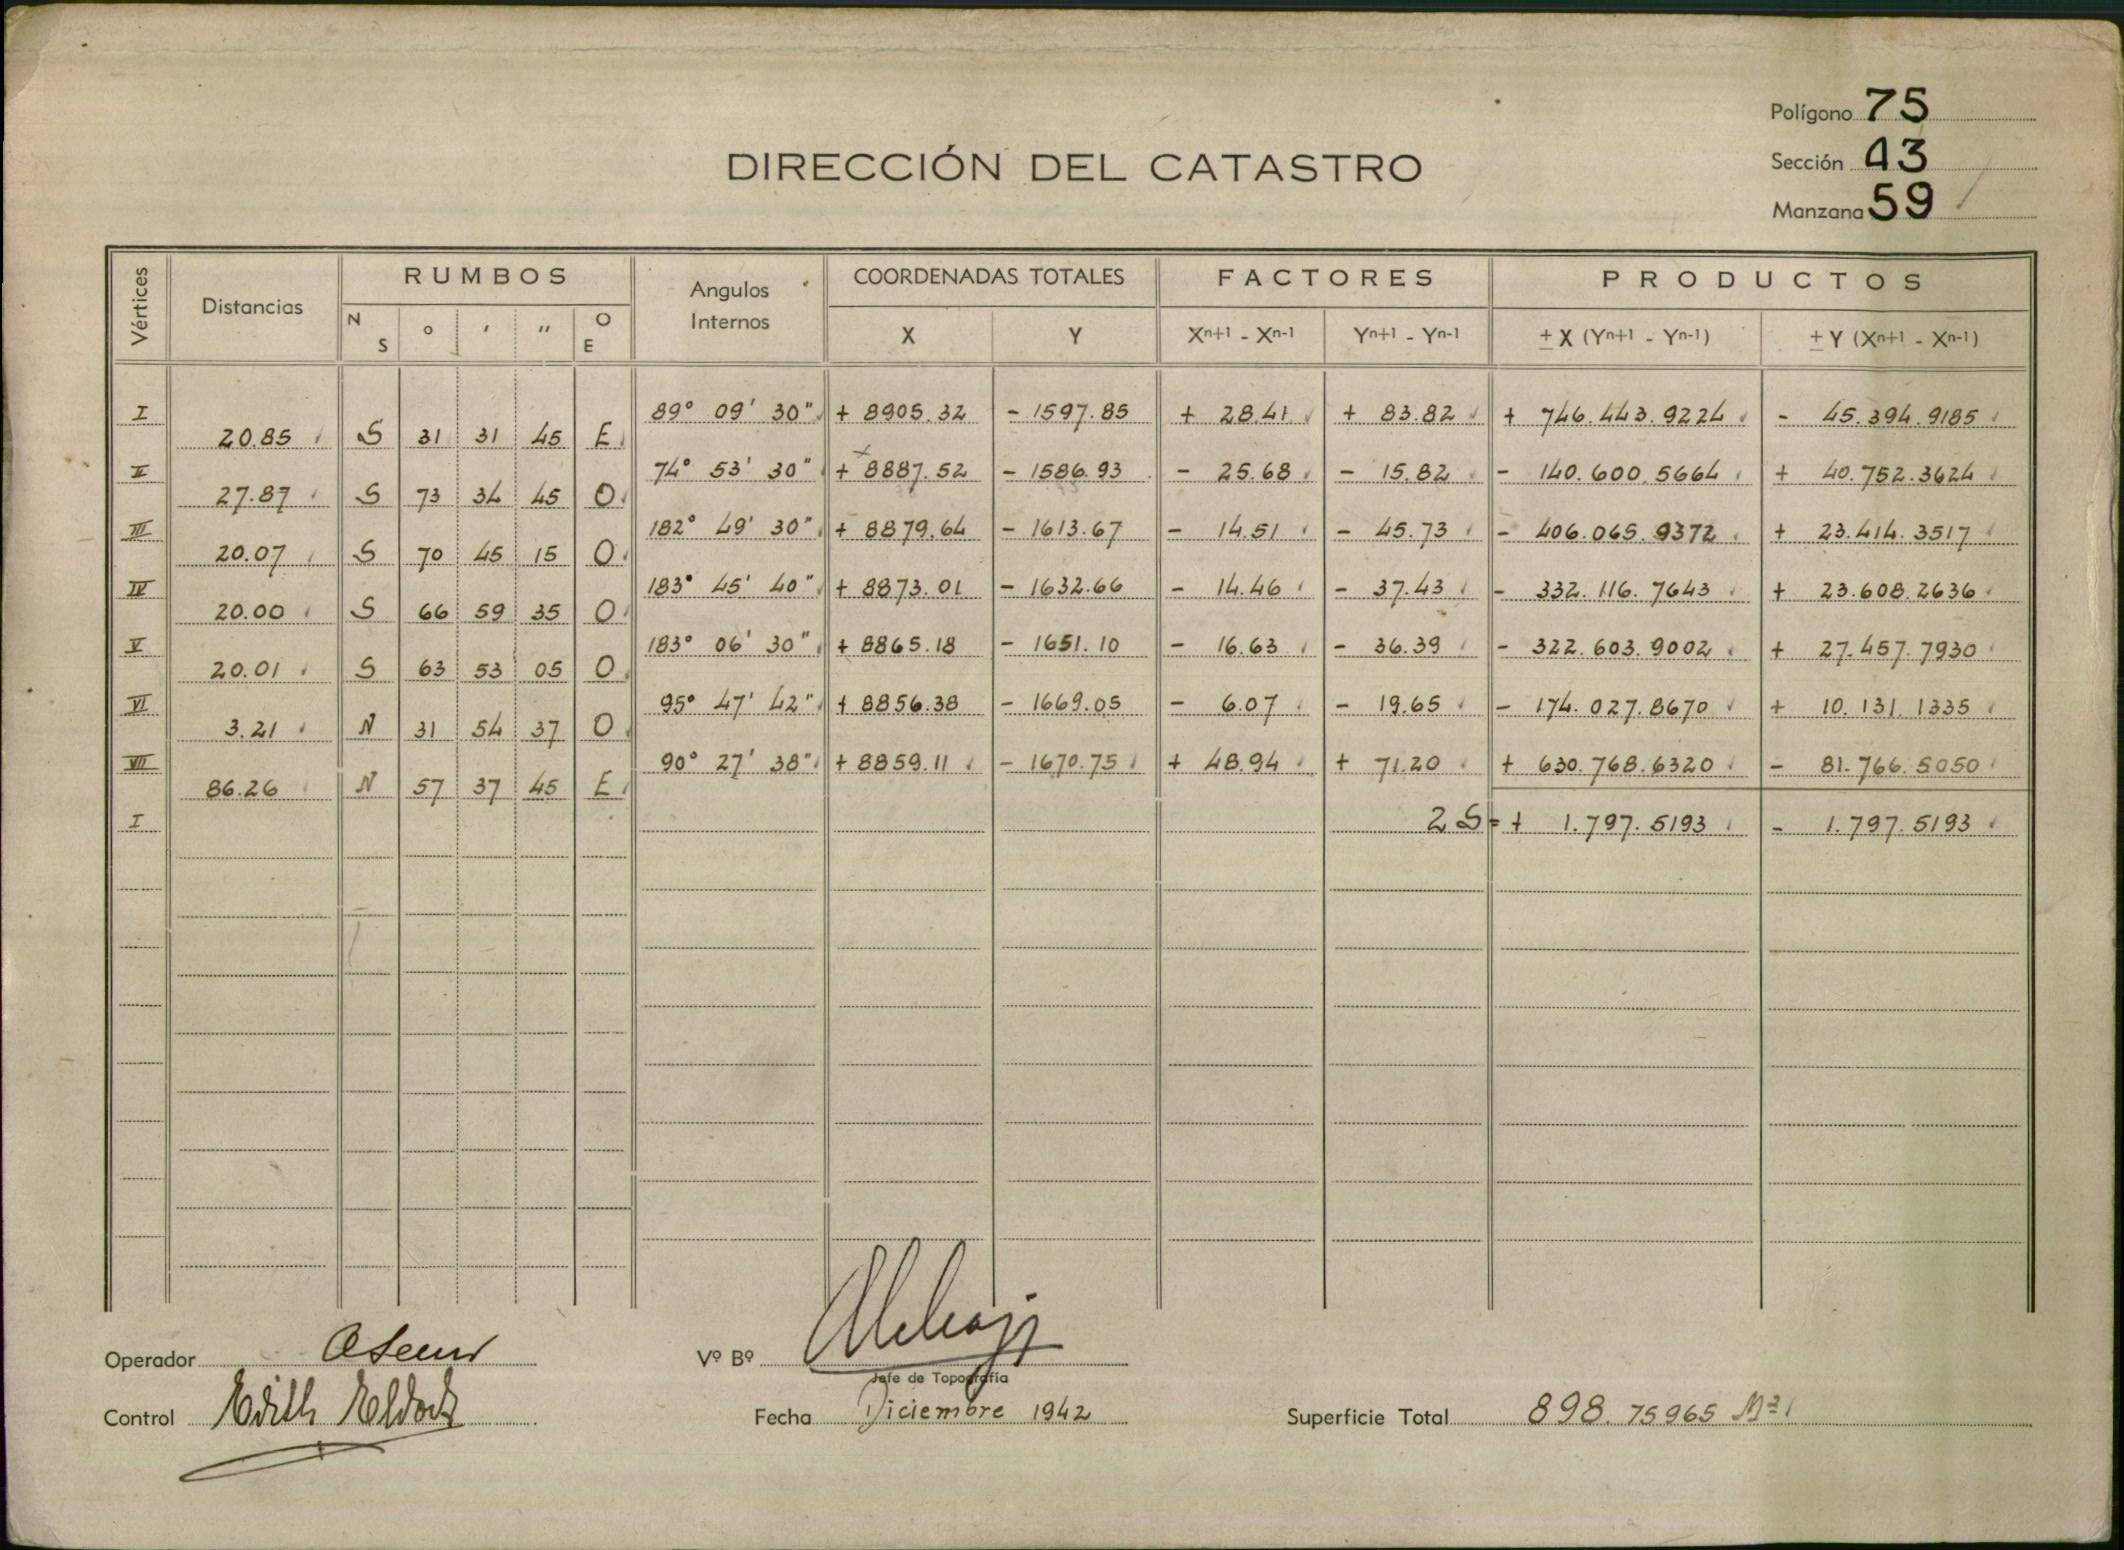 Polígono 75
DIRECCIÓN DEL CATASTRO
Sección 43
Manzana 59
Vértices Distancias RUMBOS Angulos Internos COORDENADAS TOTALES FACTORES PRODUCTOS
N S ° ' '' O E X Y Xn+1 - Xn-1 Yn+1 - Yn-1 ± X (Yn+1 - Yn-1) ± Y (Xn+1 - Xn-1)
I 89° 09' 30" + 8905.32 - 1597.85 + 28.41 + 83.82 + 746.443.9224 - 45.394.9185
20.85 S 31 31 45 E
II 74° 53' 30" + 8887.52 - 1586.93 - 25.68 - 15.82 - 140.600.5664 + 40.752.3624
27.87 S 73 34 45 O
III 182° 49' 30" + 8879.64 - 1613.67 - 14.51 - 45.73 - 406.065.9372 + 23.414.3517
20.07 S 70 45 15 O
IV 183° 45' 40" + 8873.01 - 1632.66 - 14.46 - 37.43 - 332.116.7643 + 23.608.2636
20.00 S 66 59 35 O
V 183° 06' 30" + 8865.18 - 1651.10 - 16.63 - 36.39 - 322.603.9002 + 27.457.7930
20.01 S 63 53 05 O
VI 95° 47' 42" + 8856.38 - 1669.05 - 6.07 - 19.65 - 174.027.8670 + 10.131.1335
3.21 N 31 54 37 O
VII 90° 27' 38" + 8859.11 - 1670.75 + 48.94 + 71.20 + 630.768.6320 - 81.766.5050
86.26 N 57 37 45 E
I 2S = + 1.797.5193 - 1.797.5193
Operador Vº Bº
Jefe de Topografía
Control Edith Fecha Diciembre 1942 Superficie Total 898.75965 M2